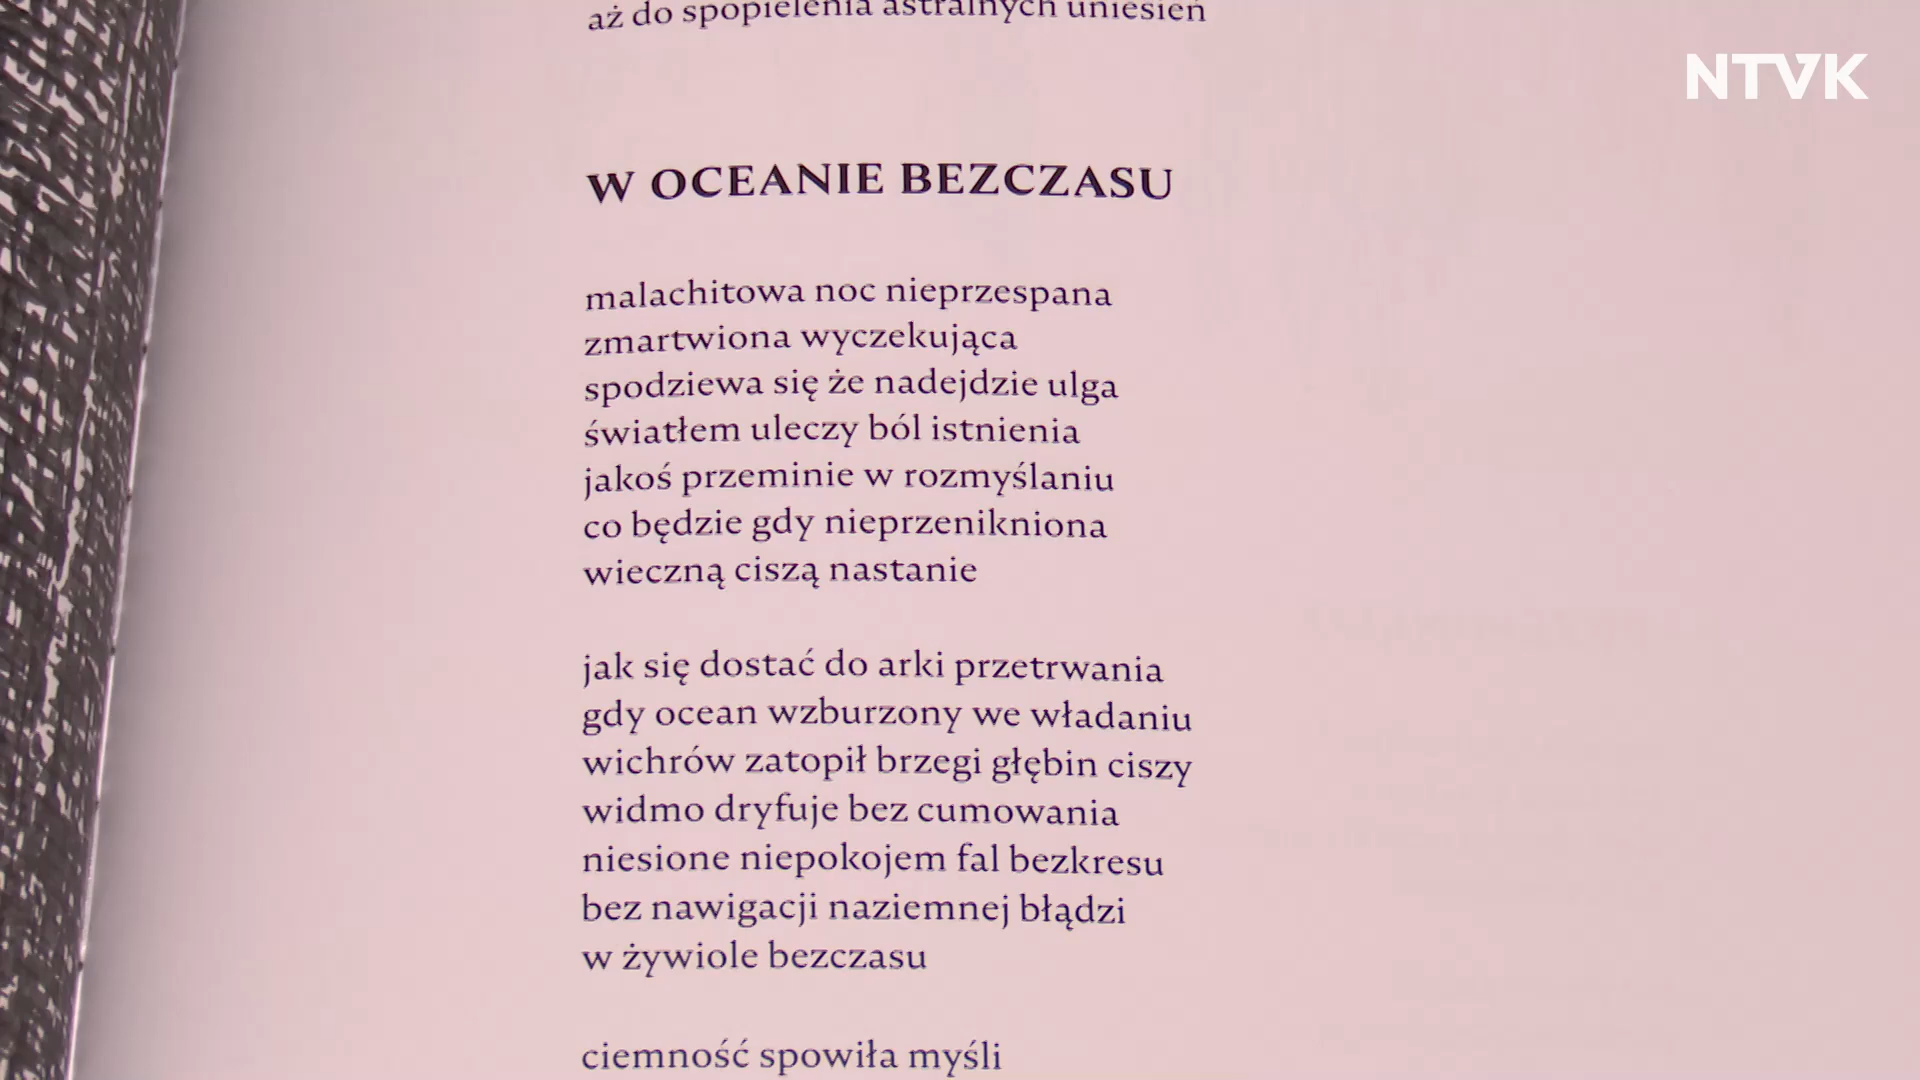 aż do spopielenia astralnych uniesień
NTVK
W OCEANIE BEZCZASU
malachitowa noc nieprzespana
zmartwiona wyczekująca
spodziewa się że nadejdzie ulga
światłem uleczy ból istnienia
jakoś przeminie w rozmyślaniu
co będzie gdy nieprzenikniona
wieczną ciszą nastanie
jak się dostać do arki przetrwania
gdy ocean wzburzony we władaniu
wichrów zatopił brzegi głębin ciszy
widmo dryfuje bez cumowania
niesione niepokojem fal bezkresu
bez nawigacji naziemnej błądzi
w żywiole bezczasu
ciemność spowiła myśli